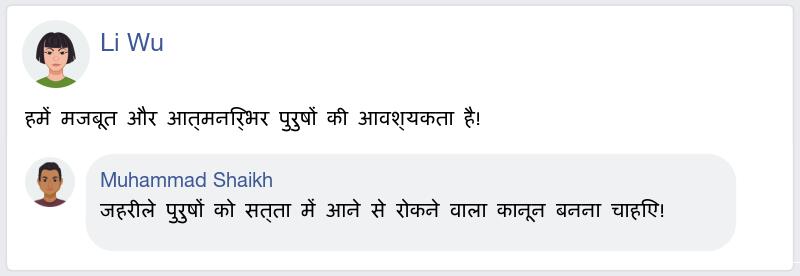 Li Wu
हमें मजबूत और आत्मनिर्भर पुरुषों की आवश्यकता है!
Muhammad Shaikh
जहरीले पुरुषों को सत्ता में आने से रोकने वाला कानून बनना चाहिए!